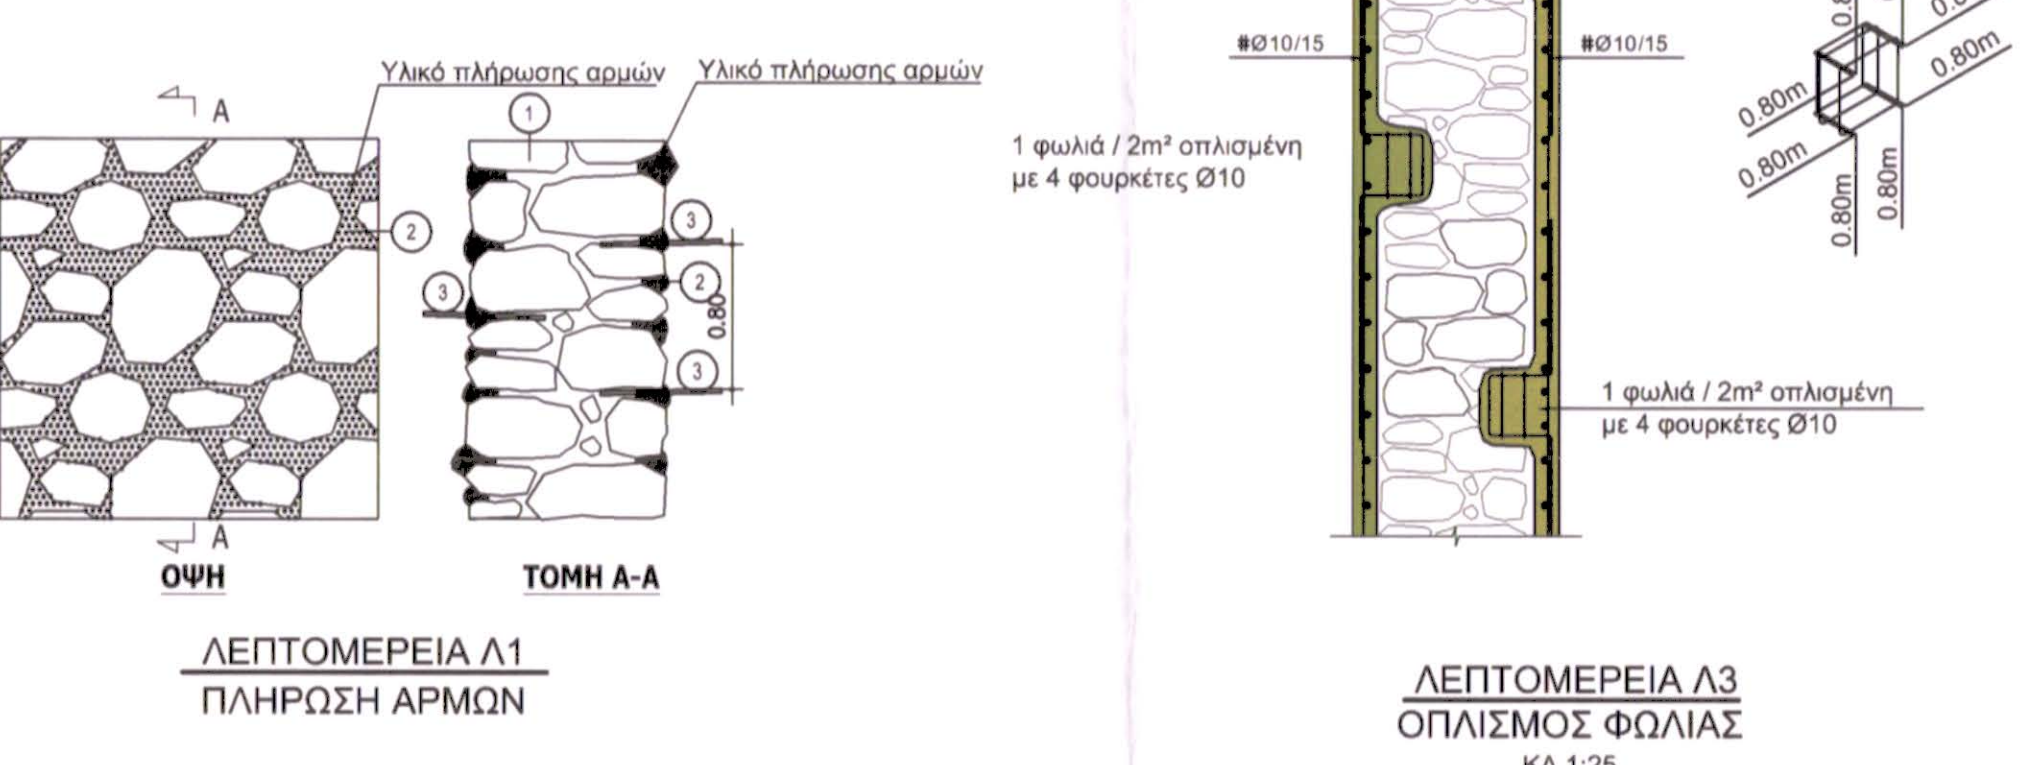 Υλικό πλήρωσης αρμών
Υλικό πλήρωσης αρμών
A
1
2
3
3
2
0.80
3
A
ΟΨΗ
ΤΟΜΗ Α-Α
ΛΕΠΤΟΜΕΡΕΙΑ Λ1
ΠΛΗΡΩΣΗ ΑΡΜΩΝ
#Ø10/15
#Ø10/15
1 φωλιά / 2m² οπλισμένη
με 4 φουρκέτες Ø10
0.80m
0.80m
0.80m
0.80m
0.80m
1 φωλιά / 2m² οπλισμένη
με 4 φουρκέτες Ø10
ΛΕΠΤΟΜΕΡΕΙΑ Λ3
ΟΠΛΙΣΜΟΣ ΦΩΛΙΑΣ